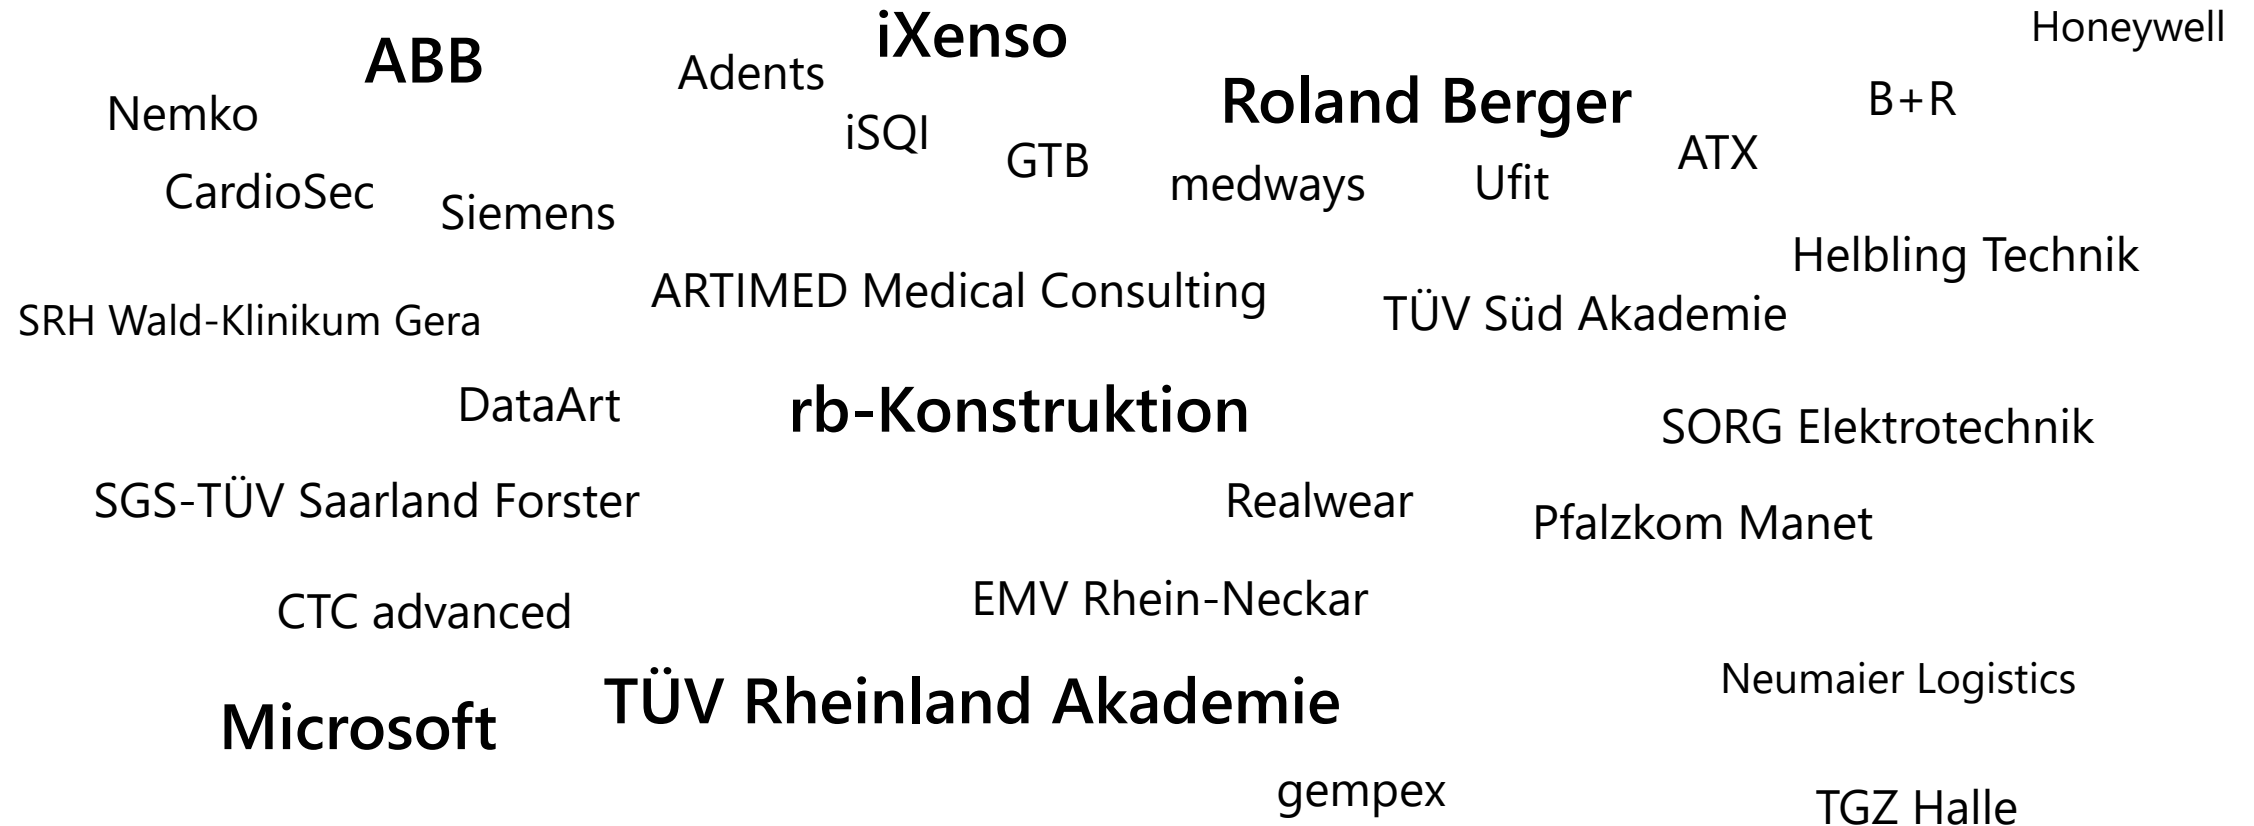 Honeywell
iXenso
ABB
Adents
Roland Berger
B+R
Nemko
iSQI
GTB
ATX
medways
Ufit
CardioSec
Siemens
Helbling Technik
ARTIMED Medical Consulting
TÜV Süd Akademie
SRH Wald-Klinikum Gera
DataArt
rb-Konstruktion
SORG Elektrotechnik
SGS-TÜV Saarland Forster
Realwear
Pfalzkom Manet
EMV Rhein-Neckar
CTC advanced
Neumaier Logistics
TÜV Rheinland Akademie
Microsoft
gempex
TGZ Halle